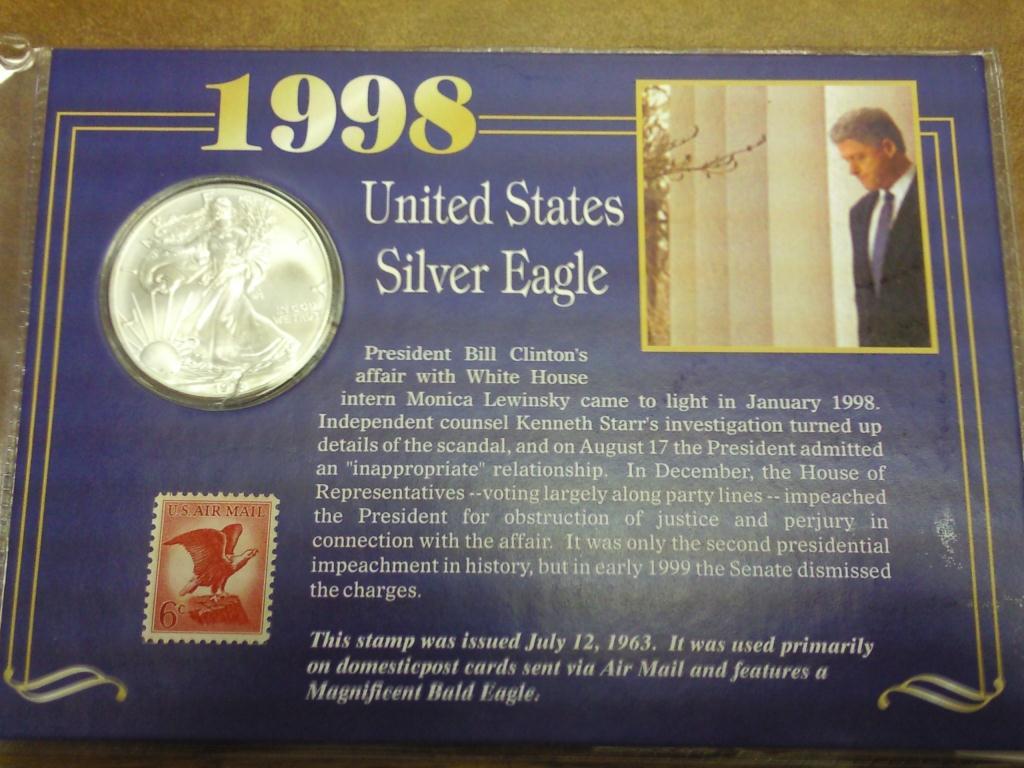 1998
United States
Silver Eagle
President Bill Clinton's
affair with White House
intern Monica Lewinsky came to light in January 1998.
Independent counsel Kenneth Starr's investigation turned up
details of the scandal, and on August 17 the President admitted
an "inappropriate" relationship. In December, the House of
Representatives --voting largely along party lines -- impeached
the President for obstruction of justice and perjury in
connection with the affair. It was only the second presidential
impeachment in history, but in early 1999 the Senate dismissed
the charges.
U.S. AIR MAIL
6c
This stamp was issued July 12, 1963. It was used primarily
on domesticpost cards sent via Air Mail and features a
Magnificent Bald Eagle.